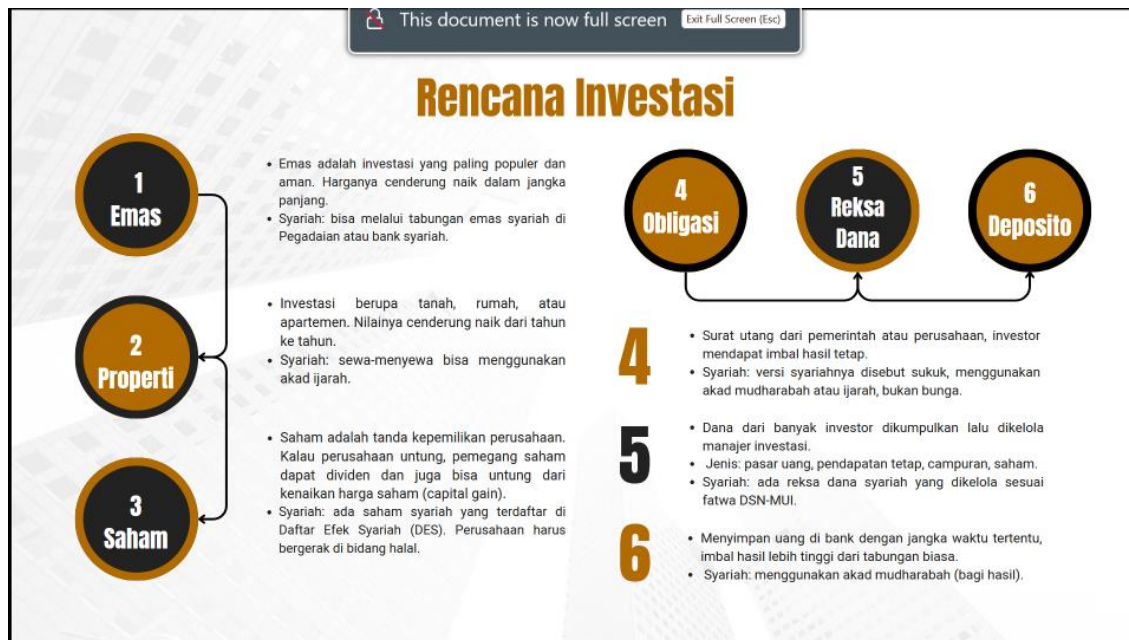 This document is now full screen
Exit Full Screen (Esc)
Rencana Investasi
1
Emas
• Emas adalah investasi yang paling populer dan
aman. Harganya cenderung naik dalam jangka
panjang.
• Syariah: bisa melalui tabungan emas syariah di
Pegadaian atau bank syariah.
2
Properti
• Investasi berupa tanah, rumah, atau
apartemen. Nilainya cenderung naik dari tahun
ke tahun.
• Syariah: sewa-menyewa bisa menggunakan
akad ijarah.
3
Saham
• Saham adalah tanda kepemilikan perusahaan.
Kalau perusahaan untung, pemegang saham
dapat dividen dan juga bisa untung dari
kenaikan harga saham (capital gain).
• Syariah: ada saham syariah yang terdaftar di
Daftar Efek Syariah (DES). Perusahaan harus
bergerak di bidang halal.
4
Obligasi
5
Reksa
Dana
6
Deposito
4
• Surat utang dari pemerintah atau perusahaan, investor
mendapat imbal hasil tetap.
• Syariah: versi syariahnya disebut sukuk, menggunakan
akad mudharabah atau ijarah, bukan bunga.
5
• Dana dari banyak investor dikumpulkan lalu dikelola
manajer investasi.
• Jenis: pasar uang, pendapatan tetap, campuran, saham.
• Syariah: ada reksa dana syariah yang dikelola sesuai
fatwa DSN-MUI.
6
• Menyimpan uang di bank dengan jangka waktu tertentu,
imbal hasil lebih tinggi dari tabungan biasa.
• Syariah: menggunakan akad mudharabah (bagi hasil).